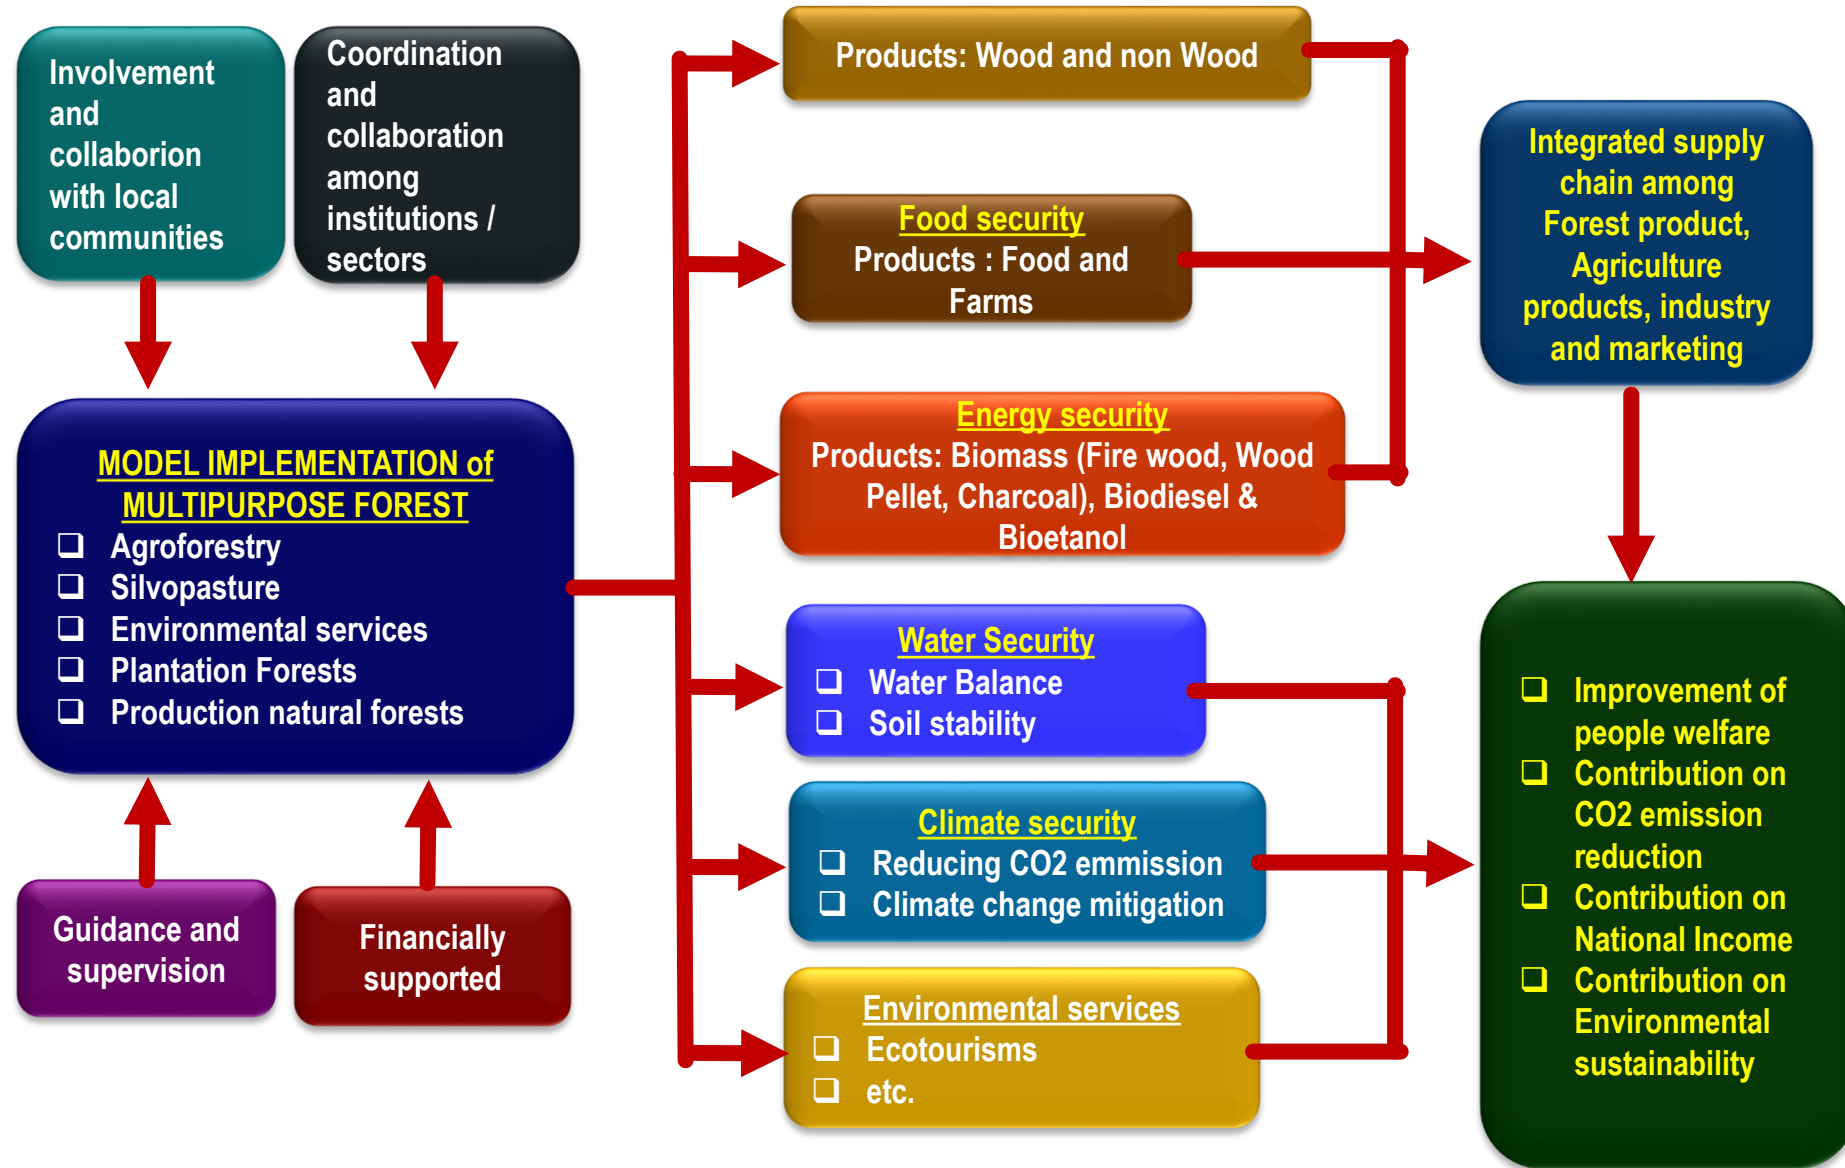 Involvement
and
collaborion
with local
communities
Coordination
and
collaboration
among
institutions /
sectors
MODEL IMPLEMENTATION of
MULTIPURPOSE FOREST
❑ Agroforestry
❑ Silvopasture
❑ Environmental services
❑ Plantation Forests
❑ Production natural forests
Guidance and
supervision
Financially
supported
Products: Wood and non Wood
Food security
Products : Food and
Farms
Energy security
Products: Biomass (Fire wood, Wood
Pellet, Charcoal), Biodiesel &
Bioetanol
Water Security
❑ Water Balance
❑ Soil stability
Climate security
❑ Reducing CO2 emmission
❑ Climate change mitigation
Environmental services
❑ Ecotourisms
❑ etc.
Integrated supply
chain among
Forest product,
Agriculture
products, industry
and marketing
❑ Improvement of
people welfare
❑ Contribution on
CO2 emission
reduction
❑ Contribution on
National Income
❑ Contribution on
Environmental
sustainability